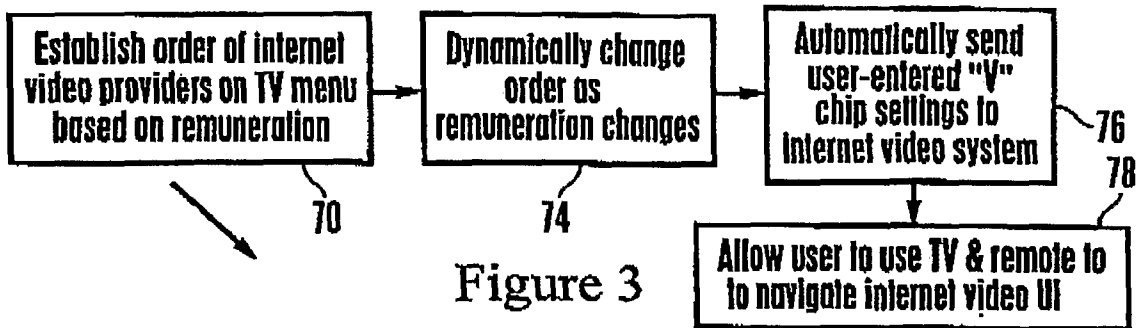 Establish order of internet
video providers on TV menu
based on remuneration
70
Dynamically change
order as
remuneration changes
74
Automatically send
user-entered "V"
chip settings to
internet video system
76
78
Allow user to use TV & remote to
to navigate internet video UI
Figure 3